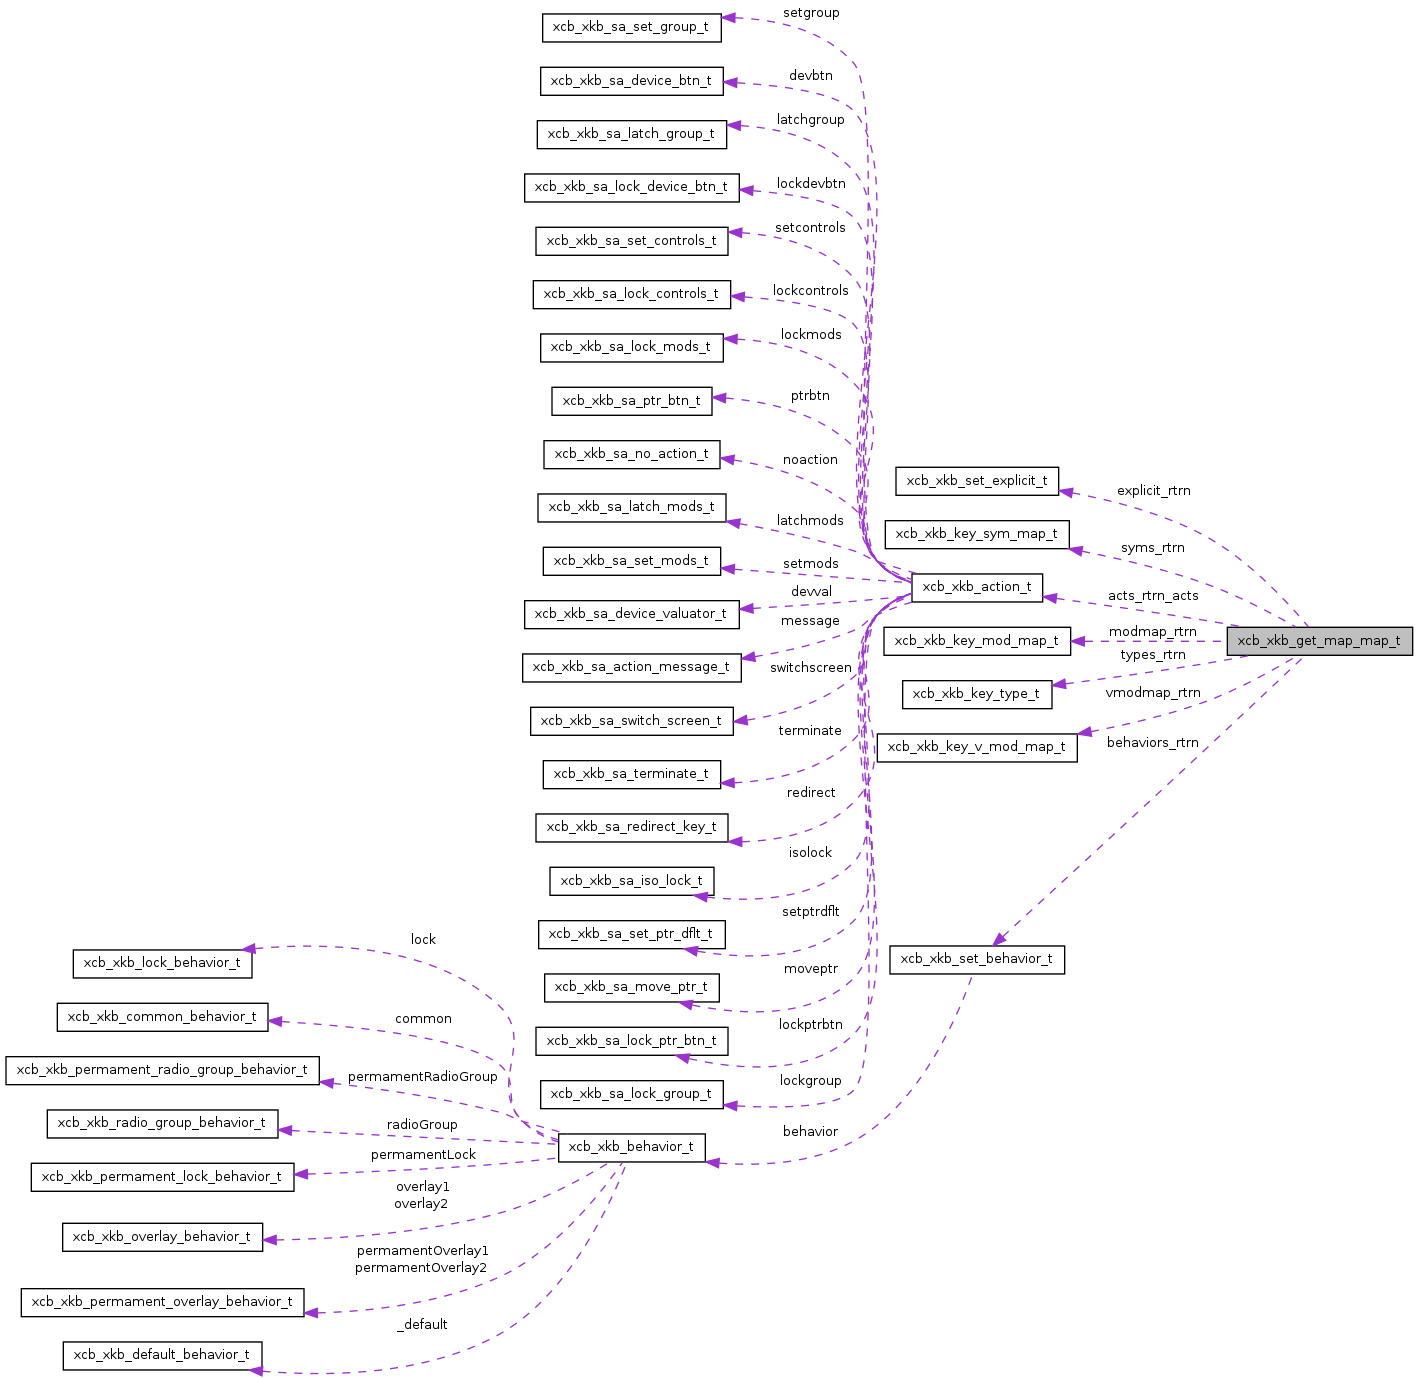 setgroup
xcb_xkb_sa_set_group_t
devbtn
xcb_xkb_sa_device_btn_t
latchgroup
xcb_xkb_sa_latch_group_t
lockdevbtn
xcb_xkb_sa_lock_device_btn_t
setcontrols
xcb_xkb_sa_set_controls_t
lockcontrols
xcb_xkb_sa_lock_controls_t
lockmods
xcb_xkb_sa_lock_mods_t
ptrbtn
xcb_xkb_sa_ptr_btn_t
noaction
xcb_xkb_sa_no_action_t
xcb_xkb_set_explicit_t
explicit_rtrn
xcb_xkb_sa_latch_mods_t
latchmods
xcb_xkb_key_sym_map_t
syms_rtrn
xcb_xkb_sa_set_mods_t
setmods
xcb_xkb_action_t
acts_rtrn_acts
devval
xcb_xkb_sa_device_valuator_t
message
xcb_xkb_key_mod_map_t
modmap_rtrn
xcb_xkb_get_map_map_t
types_rtrn
xcb_xkb_sa_action_message_t
switchscreen
xcb_xkb_key_type_t
vmodmap_rtrn
xcb_xkb_sa_switch_screen_t
terminate
xcb_xkb_key_v_mod_map_t
behaviors_rtrn
xcb_xkb_sa_terminate_t
redirect
xcb_xkb_sa_redirect_key_t
isolock
xcb_xkb_sa_iso_lock_t
setptrdflt
xcb_xkb_sa_set_ptr_dflt_t
lock
xcb_xkb_lock_behavior_t
xcb_xkb_set_behavior_t
moveptr
xcb_xkb_sa_move_ptr_t
common
xcb_xkb_common_behavior_t
lockptrbtn
xcb_xkb_sa_lock_ptr_btn_t
xcb_xkb_permament_radio_group_behavior_t
permamentRadioGroup
lockgroup
xcb_xkb_sa_lock_group_t
xcb_xkb_radio_group_behavior_t
radioGroup
behavior
xcb_xkb_behavior_t
permamentLock
xcb_xkb_permament_lock_behavior_t
overlay1
overlay2
xcb_xkb_overlay_behavior_t
permamentOverlay1
permamentOverlay2
xcb_xkb_permament_overlay_behavior_t
_default
xcb_xkb_default_behavior_t